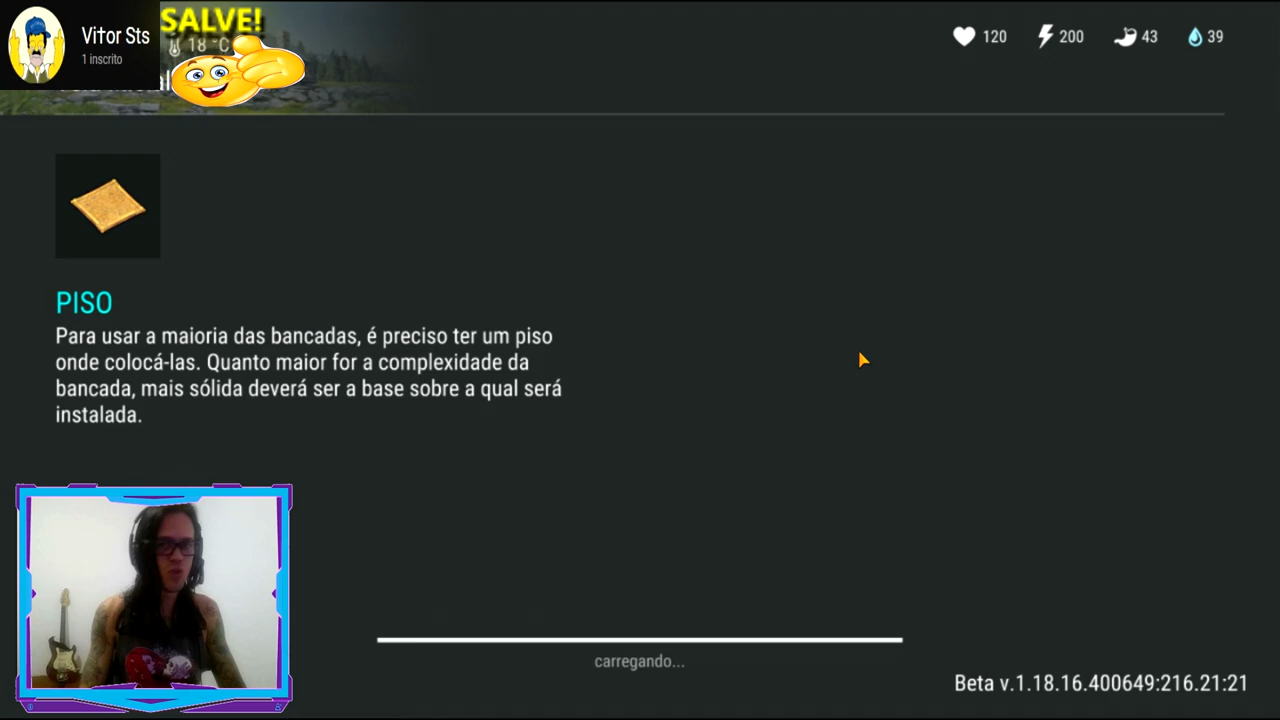 SALVE!
Vitor Sts
1 inscrito
18 °C
120
200
43
39
PISO
Para usar a maioria das bancadas, é preciso ter um piso
onde colocá-las. Quanto maior for a complexidade da
bancada, mais sólida deverá ser a base sobre a qual será
instalada.
carregando...
Beta v.1.18.16.400649:216.21:21